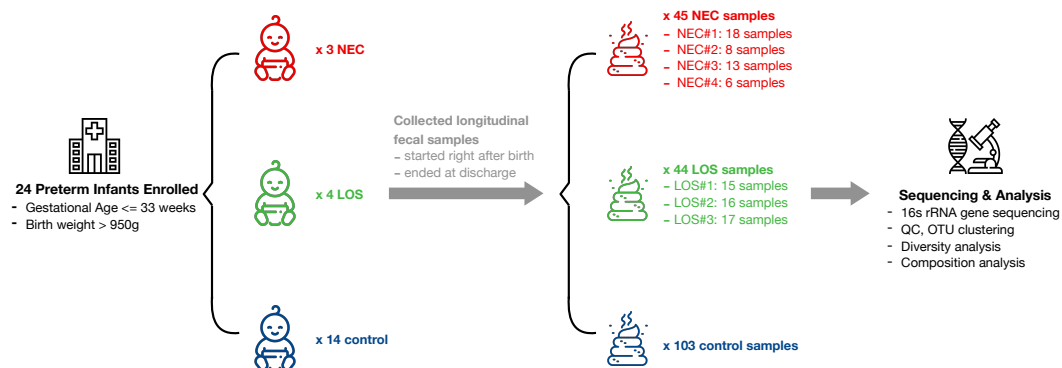 24 Preterm Infants Enrolled
- Gestational Age <= 33 weeks
- Birth weight > 950g
x 3 NEC
x 4 LOS
x 14 control
Collected longitudinal
fecal samples
- started right after birth
- ended at discharge
x 45 NEC samples
- NEC#1: 18 samples
- NEC#2: 8 samples
- NEC#3: 13 samples
- NEC#4: 6 samples
x 44 LOS samples
- LOS#1: 15 samples
- LOS#2: 16 samples
- LOS#3: 17 samples
x 103 control samples
Sequencing & Analysis
- 16s rRNA gene sequencing
- QC, OTU clustering
- Diversity analysis
- Composition analysis